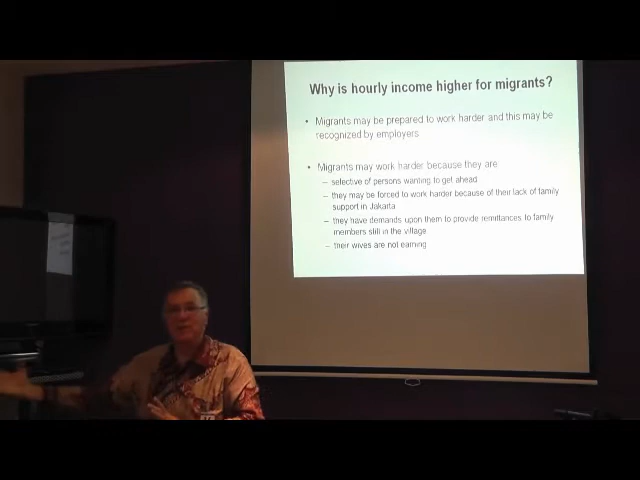 Why is hourly income higher for migrants?
• Migrants may be prepared to work harder and this may be
recognized by employers
• Migrants may work harder because they are:
– selective of persons wanting to get ahead
– they may be forced to work harder because of their lack of family
support in Jakarta
– they have demands upon them to provide remittances to family
members still in the village
– their wives are not earning